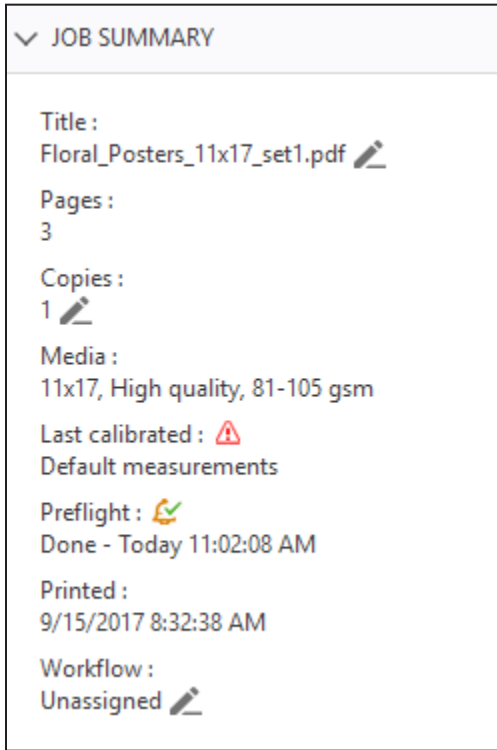 JOB SUMMARY
Title :
Floral_Posters_11x17_set1.pdf
Pages :
3
Copies :
1
Media :
11x17, High quality, 81-105 gsm
Last calibrated :
Default measurements
Preflight :
Done - Today 11:02:08 AM
Printed :
9/15/2017 8:32:38 AM
Workflow :
Unassigned